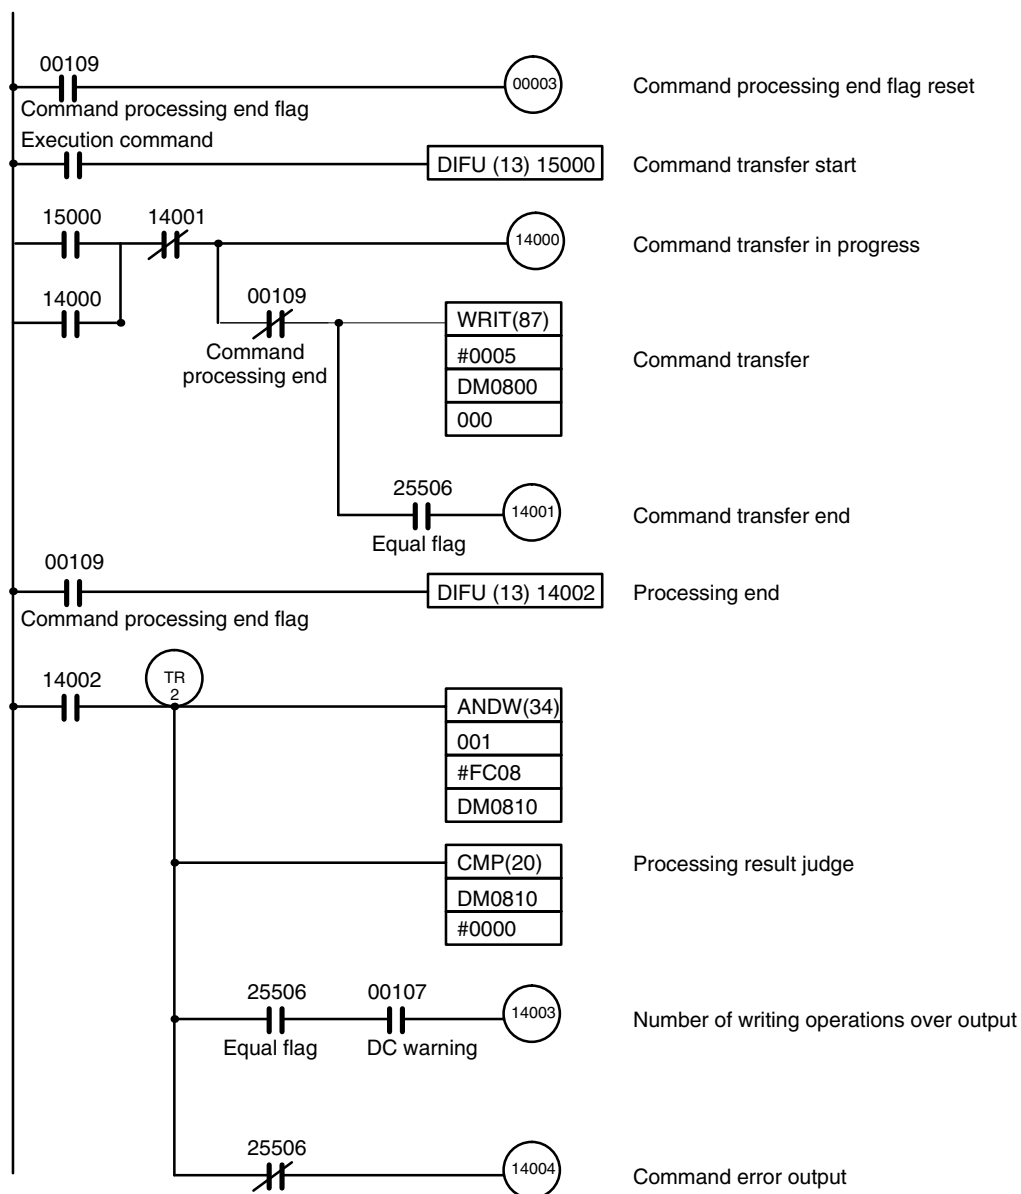 00109
00003
Command processing end flag reset
Command processing end flag
Execution command
DIFU (13) 15000
Command transfer start
15000
14001
14000
Command transfer in progress
14000
00109
WRIT(87)
Command
processing end
#0005
Command transfer
DM0800
000
25506
14001
Command transfer end
Equal flag
00109
DIFU (13) 14002
Processing end
Command processing end flag
14002
TR
2
ANDW(34)
001
#FC08
DM0810
CMP(20)
Processing result judge
DM0810
#0000
25506
00107
14003
Number of writing operations over output
Equal flag
DC warning
25506
14004
Command error output